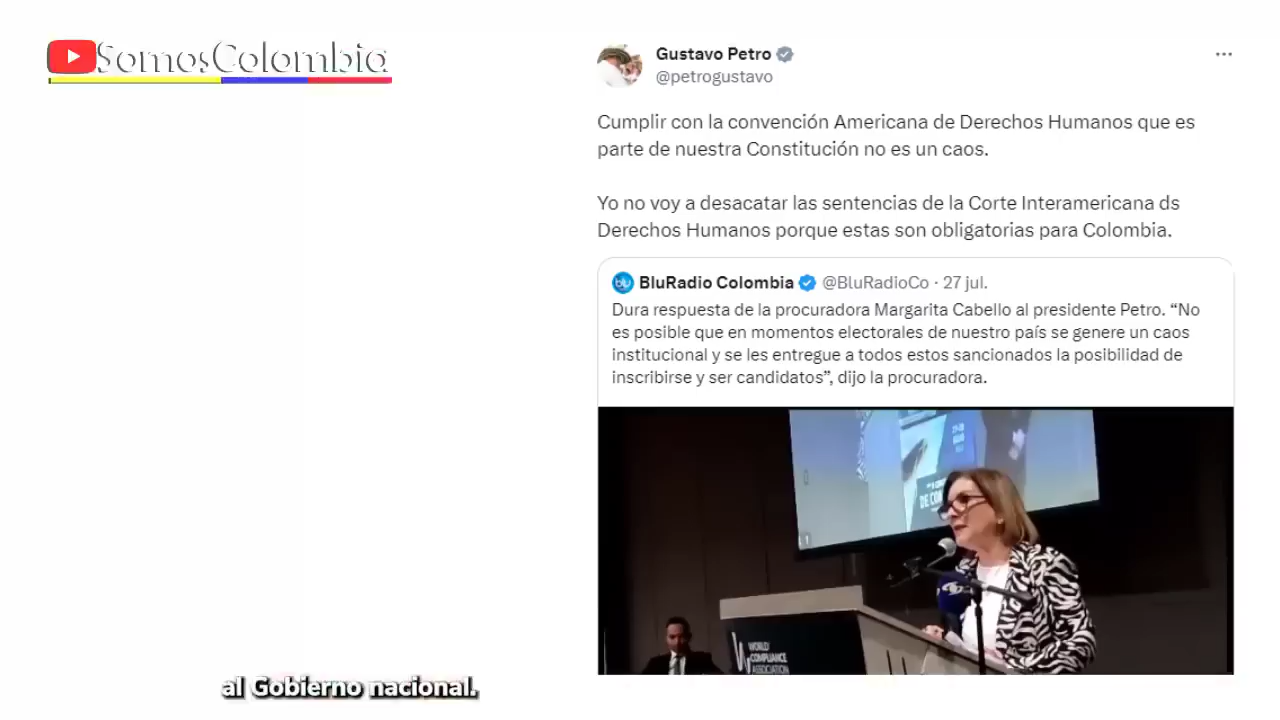 SomosColombia
Gustavo Petro
@petrogustavo
Cumplir con la convención Americana de Derechos Humanos que es
parte de nuestra Constitución no es un caos.
Yo no voy a desacatar las sentencias de la Corte Interamericana ds
Derechos Humanos porque estas son obligatorias para Colombia.
BluRadio Colombia @BluRadioCo · 27 jul.
Dura respuesta de la procuradora Margarita Cabello al presidente Petro. “No
es posible que en momentos electorales de nuestro país se genere un caos
institucional y se les entregue a todos estos sancionados la posibilidad de
inscribirse y ser candidatos”, dijo la procuradora.
WORLD
COMPLIANCE
ASSOCIATION
al Gobierno nacional.